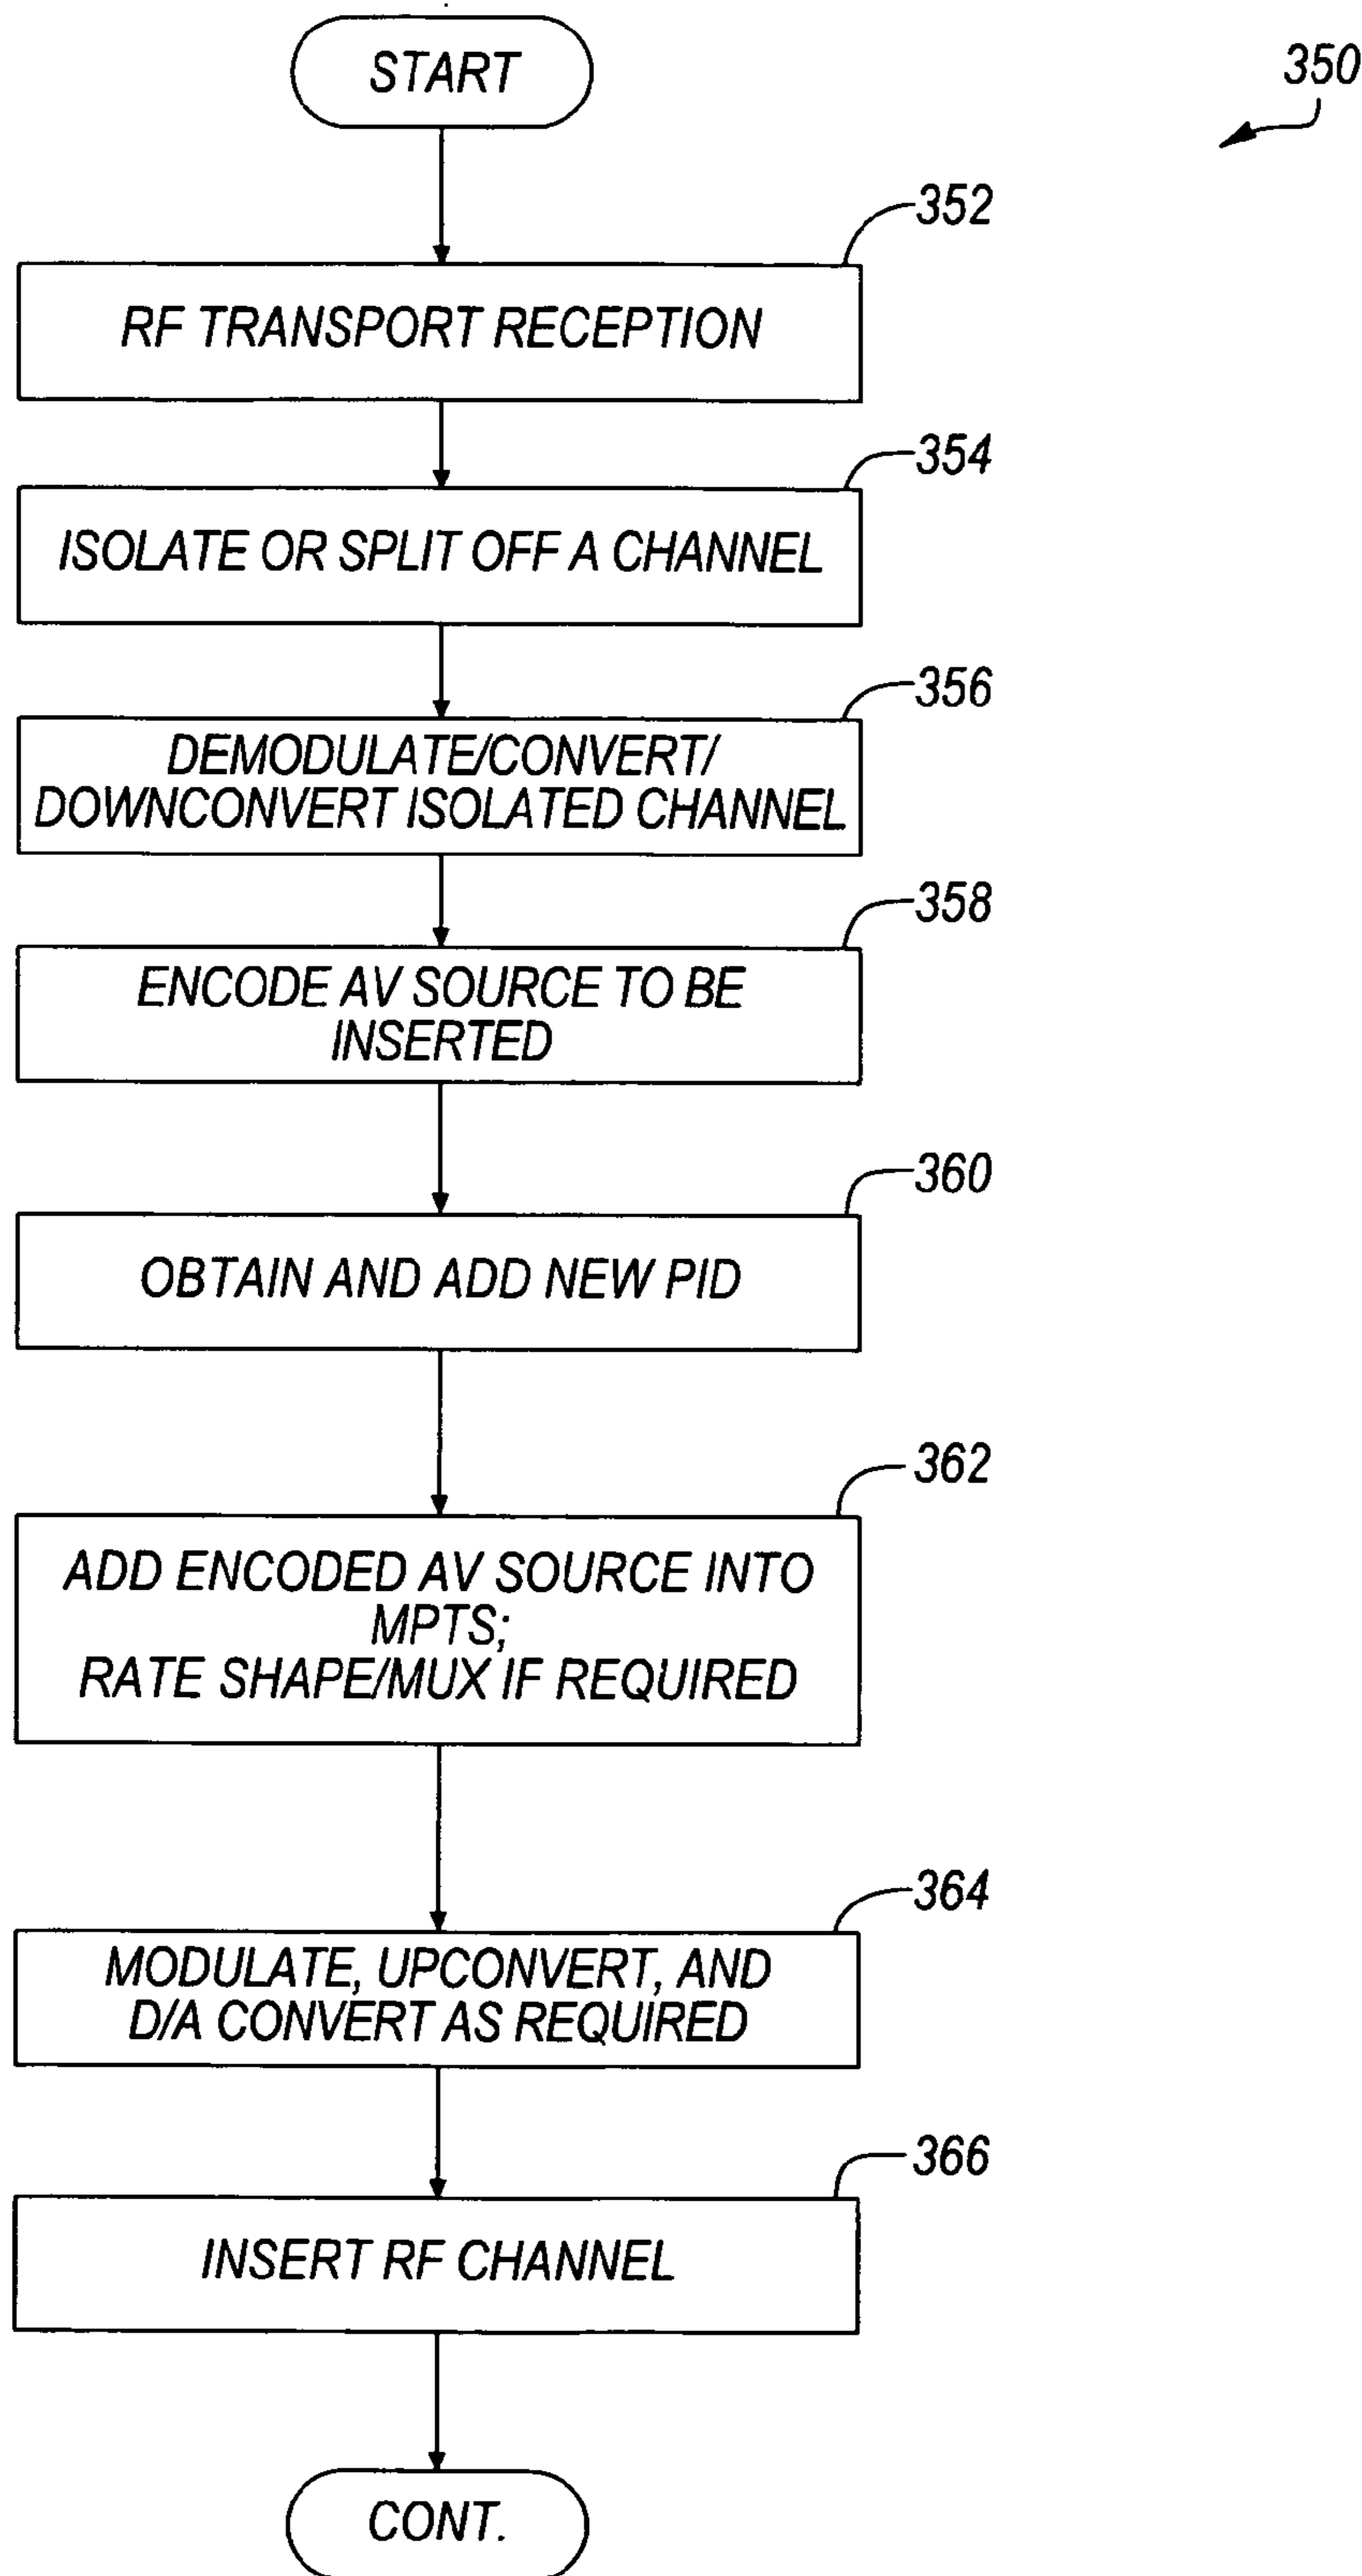 START
350
352
RF TRANSPORT RECEPTION
354
ISOLATE OR SPLIT OFF A CHANNEL
356
DEMODULATE/CONVERT/
DOWNCONVERT ISOLATED CHANNEL
358
ENCODE AV SOURCE TO BE
INSERTED
360
OBTAIN AND ADD NEW PID
362
ADD ENCODED AV SOURCE INTO
MPTS;
RATE SHAPE/MUX IF REQUIRED
364
MODULATE, UPCONVERT, AND
D/A CONVERT AS REQUIRED
366
INSERT RF CHANNEL
CONT.